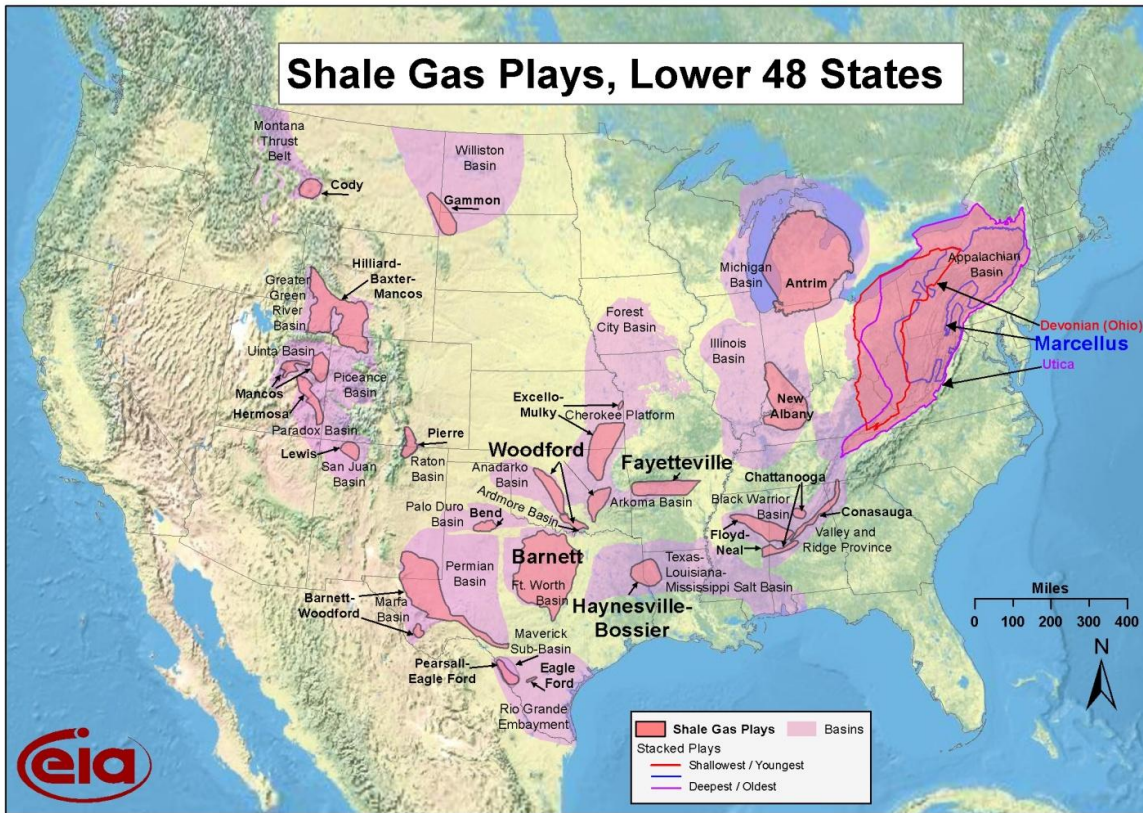 Shale Gas Plays, Lower 48 States
Montana
Thrust
Belt
Cody
Williston
Basin
Gammon
Hilliard-
Baxter-
Mancos
Greater
Green
River
Basin
Uinta Basin
Mancos
Piceance
Basin
Hermosa
Paradox Basin
Lewis
San Juan
Basin
Pierre
Raton
Basin
Michigan
Basin
Antrim
Forest
City Basin
Illinois
Basin
New
Albany
Appalachian
Basin
Devonian (Ohio)
Marcellus
Utica
Excello-
Mulky
Cherokee Platform
Woodford
Anadarko
Basin
Ardmore Basin
Arkoma Basin
Fayetteville
Palo Duro
Basin
Bend
Chattanooga
Black Warrior
Basin
Conasauga
Floyd-
Neal
Valley and
Ridge Province
Barnett
Ft. Worth
Basin
Permian
Basin
Barnett-
Woodford
Marfa
Basin
Texas-
Louisiana-
Mississippi Salt Basin
Haynesville-
Bossier
Maverick
Sub-Basin
Pearsall-
Eagle Ford
Eagle
Ford
Rio Grande
Embayment
Miles
0 100 200 300 400
N
Shale Gas Plays
Basins
Stacked Plays
Shallowest / Youngest
Deepest / Oldest
eia